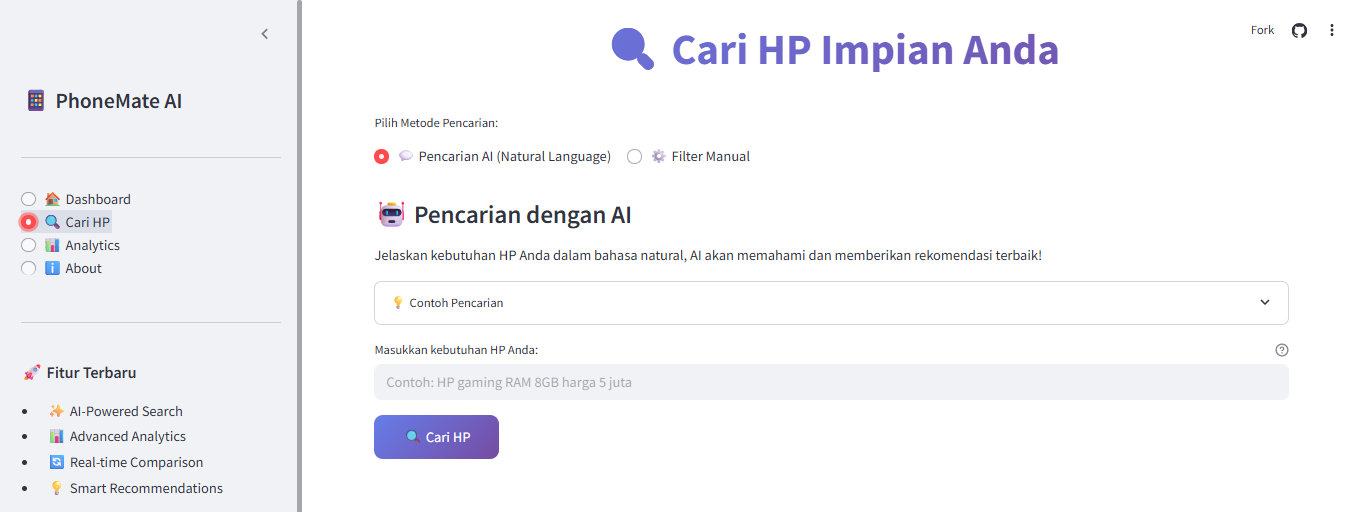 PhoneMate AI
Dashboard
Cari HP
Analytics
About
Fitur Terbaru
AI-Powered Search
Advanced Analytics
Real-time Comparison
Smart Recommendations
Fork
Cari HP Impian Anda
Pilih Metode Pencarian:
Pencarian AI (Natural Language)
Filter Manual
Pencarian dengan AI
Jelaskan kebutuhan HP Anda dalam bahasa natural, AI akan memahami dan memberikan rekomendasi terbaik!
Contoh Pencarian
Masukkan kebutuhan HP Anda:
Contoh: HP gaming RAM 8GB harga 5 juta
Cari HP